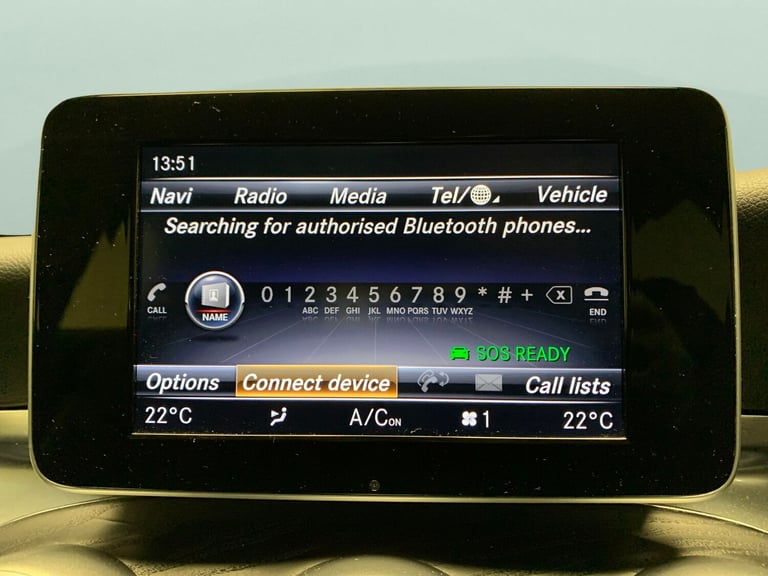 13:51
Navi Radio Media Tel/ Vehicle
Searching for authorised Bluetooth phones...
CALL NAME 0 1 2 ABC 3 DEF 4 GHI 5 JKL 6 MNO 7 PQRS 8 TUV 9 WXYZ * # + X END
SOS READY
Options Connect device Call lists
22°C A/C ON 1 22°C